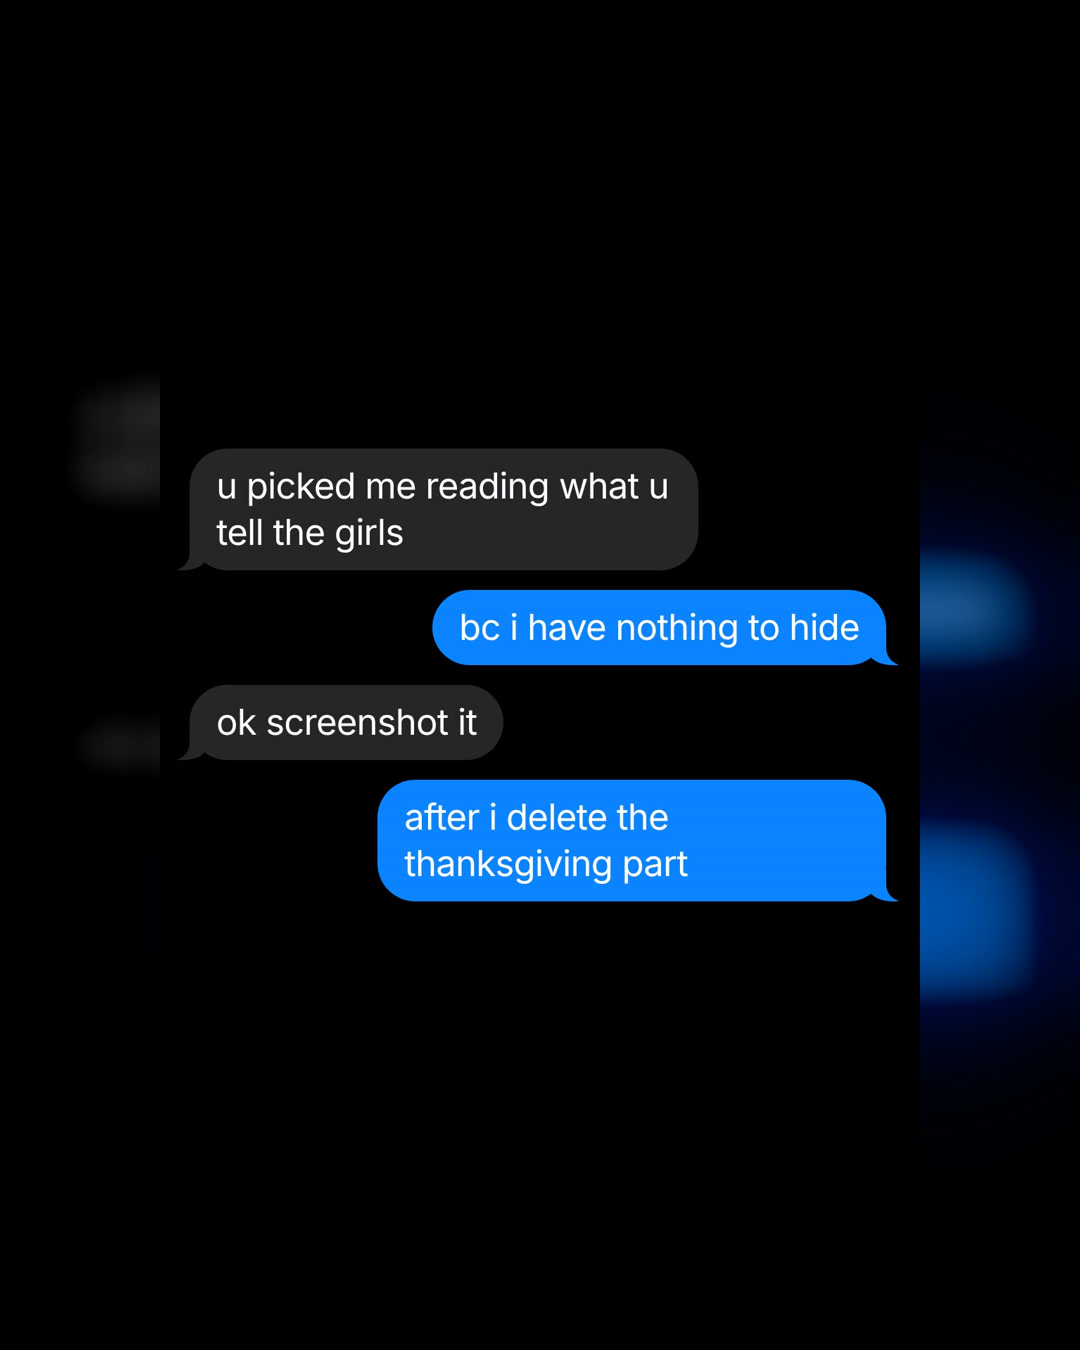 u picked me reading what u
tell the girls
bc i have nothing to hide
ok screenshot it
after i delete the
thanksgiving part